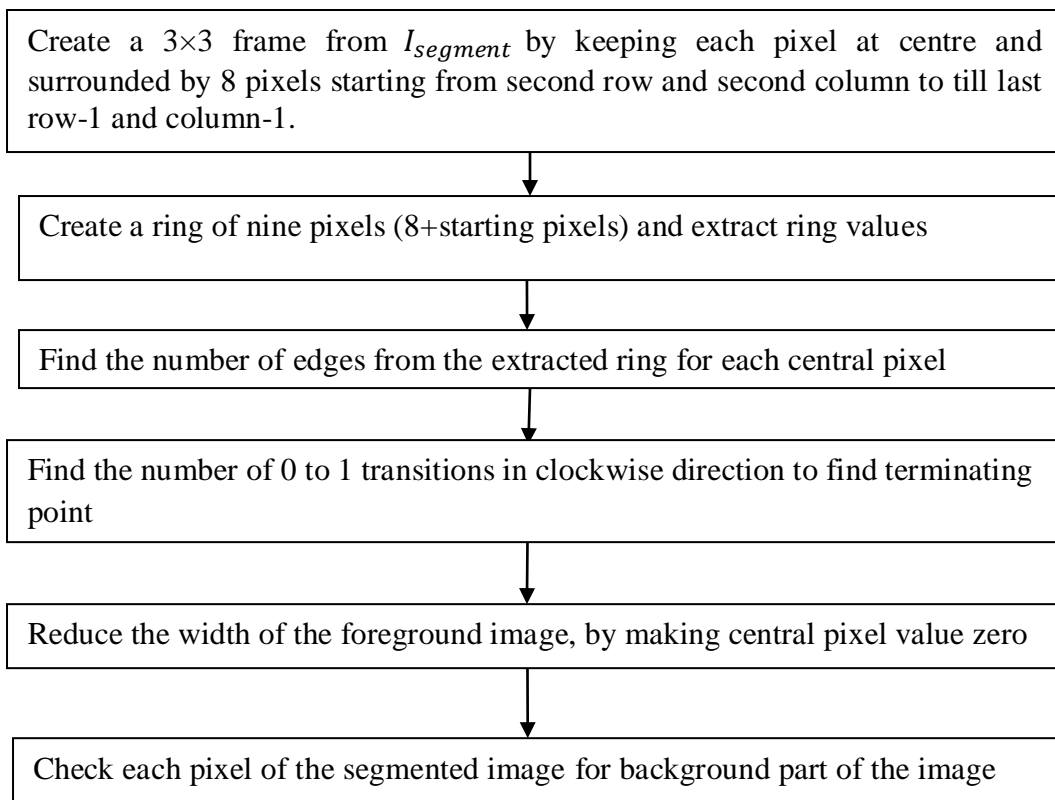 Create a 3×3 frame from I_segment by keeping each pixel at centre and
surrounded by 8 pixels starting from second row and second column to till last
row-1 and column-1.
Create a ring of nine pixels (8+starting pixels) and extract ring values
Find the number of edges from the extracted ring for each central pixel
Find the number of 0 to 1 transitions in clockwise direction to find terminating
point
Reduce the width of the foreground image, by making central pixel value zero
Check each pixel of the segmented image for background part of the image